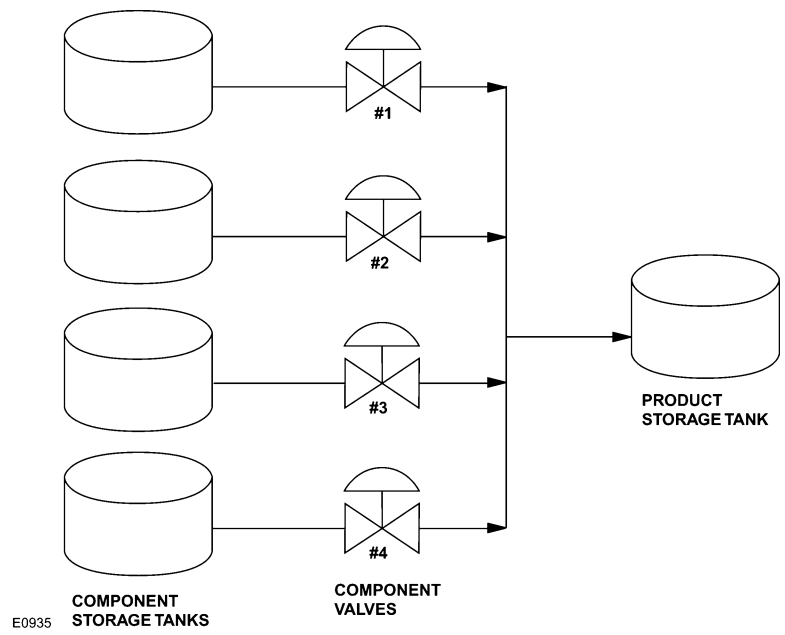 #1
#2
#3
PRODUCT
STORAGE TANK
#4
COMPONENT
VALVES
COMPONENT
STORAGE TANKS
E0935